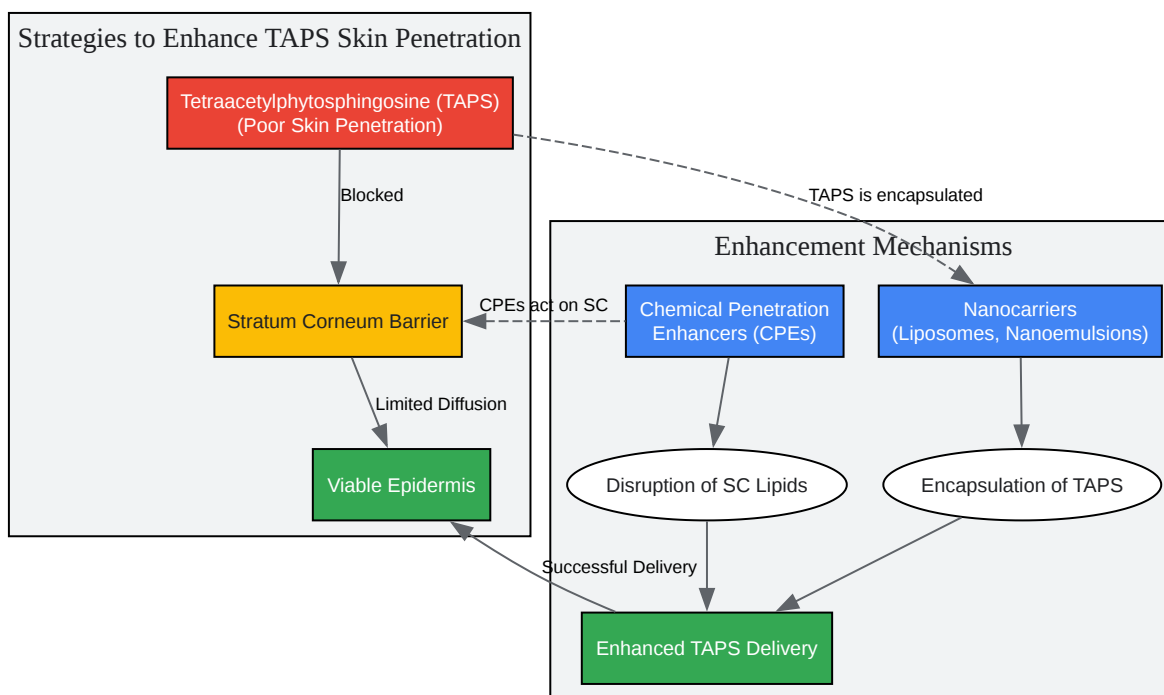 Strategies to Enhance TAPS Skin Penetration
Tetraacetylphytosphingosine (TAPS)
(Poor Skin Penetration)
Blocked
TAPS is encapsulated
Enhancement Mechanisms
Stratum Corneum Barrier
CPEs act on SC
Chemical Penetration
Enhancers (CPEs)
Nanocarriers
(Liposomes, Nanoemulsions)
Limited Diffusion
Viable Epidermis
Disruption of SC Lipids
Encapsulation of TAPS
Successful Delivery
Enhanced TAPS Delivery